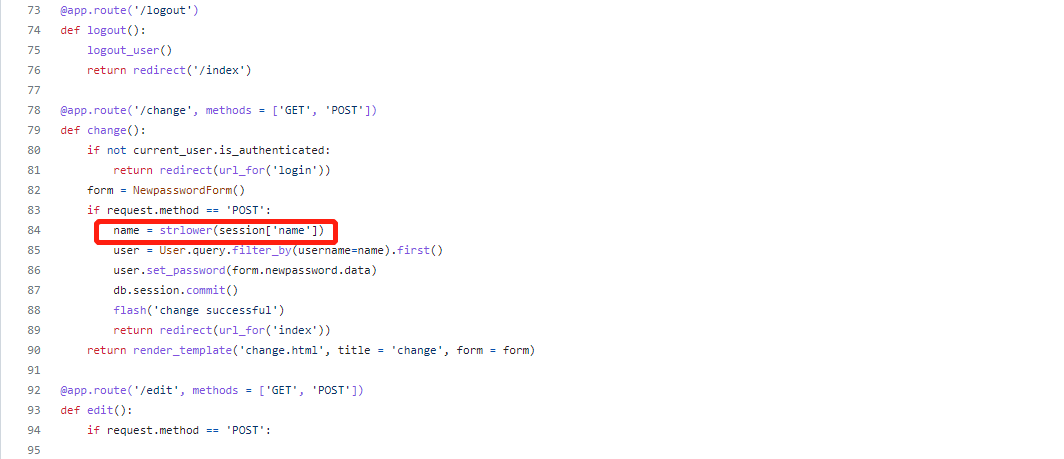 73 @app.route('/logout')
74 def logout():
75     logout_user()
76     return redirect('/index')
77
78 @app.route('/change', methods = ['GET', 'POST'])
79 def change():
80     if not current_user.is_authenticated:
81         return redirect(url_for('login'))
82     form = NewpasswordForm()
83     if request.method == 'POST':
84         name = strlower(session['name'])
85         user = User.query.filter_by(username=name).first()
86         user.set_password(form.newpassword.data)
87         db.session.commit()
88         flash('change successful')
89         return redirect(url_for('index'))
90     return render_template('change.html', title = 'change', form = form)
91
92 @app.route('/edit', methods = ['GET', 'POST'])
93 def edit():
94     if request.method == 'POST':
95